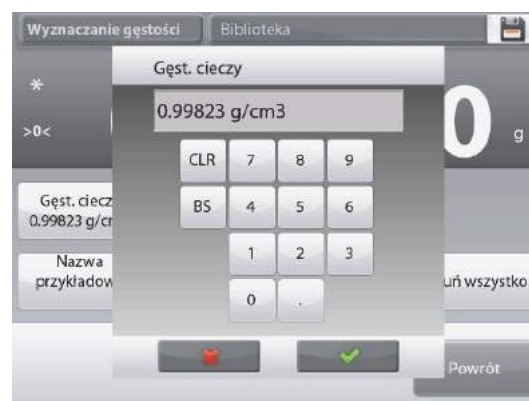 Wyznaczanie gęstości Biblioteka
Gęst. cieczy
*
0.99823 g/cm3
>0<
0 g
CLR 7 8 9
Gęst. ciecz
BS 4 5 6
0.99823 g/cr
1 2 3
Nazwa
przykładow
uń wszystko
0 .
Powrót